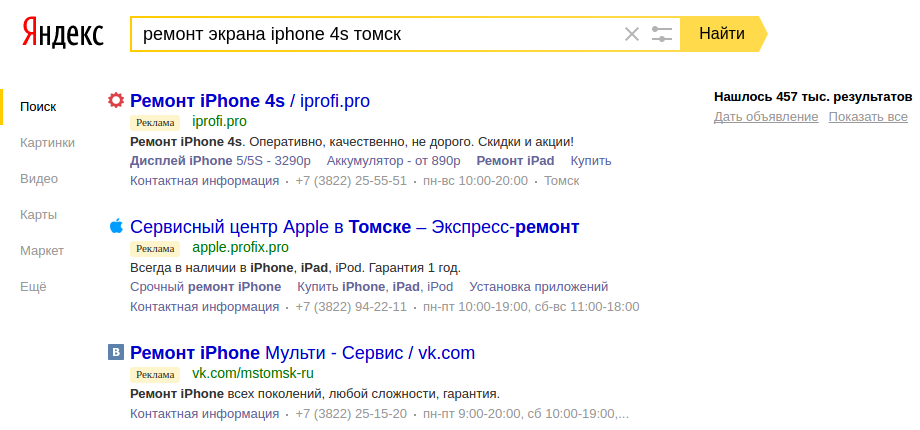 Яндекс
ремонт экрана iphone 4s томск
Найти
Поиск
Картинки
Видео
Карты
Маркет
Ещё
Ремонт iPhone 4s / iprofi.pro
Реклама iprofi.pro
Ремонт iPhone 4s. Оперативно, качественно, не дорого. Скидки и акции!
Дисплей iPhone 5/5S - 3290р Аккумулятор - от 890р Ремонт iPad Купить
Контактная информация · +7 (3822) 25-55-51 · пн-вс 10:00-20:00 · Томск
Сервисный центр Apple в Томске – Экспресс-ремонт
Реклама apple.profix.pro
Всегда в наличии в iPhone, iPad, iPod. Гарантия 1 год.
Срочный ремонт iPhone Купить iPhone, iPad, iPod Установка приложений
Контактная информация · +7 (3822) 94-22-11 · пн-пт 10:00-19:00, сб-вс 11:00-18:00
B
Ремонт iPhone Мульти - Сервис / vk.com
Реклама vk.com/mstomsk-ru
Ремонт iPhone всех поколений, любой сложности, гарантия.
Контактная информация · +7 (3822) 25-15-20 · пн-пт 9:00-20:00, сб 10:00-19:00,...
Нашлось 457 тыс. результатов
Дать объявление Показать все